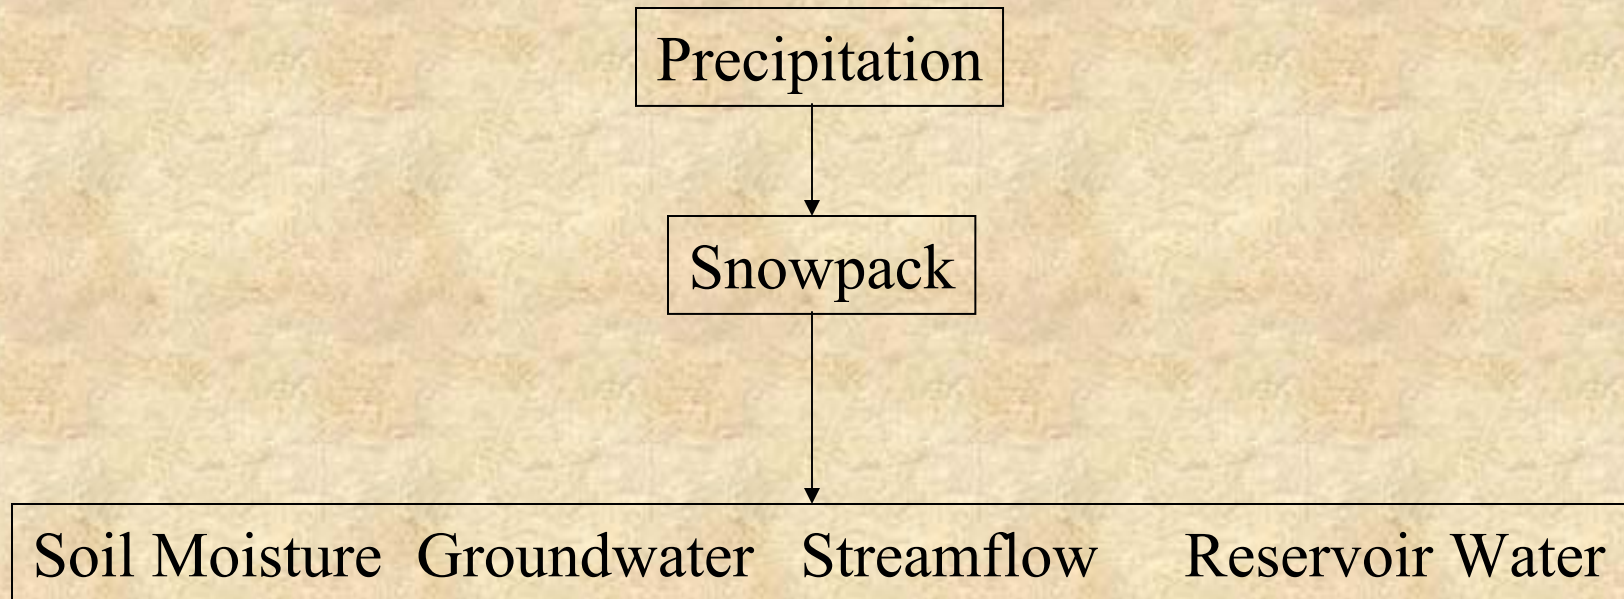 Precipitation
Snowpack
Soil Moisture Groundwater Streamflow Reservoir Water